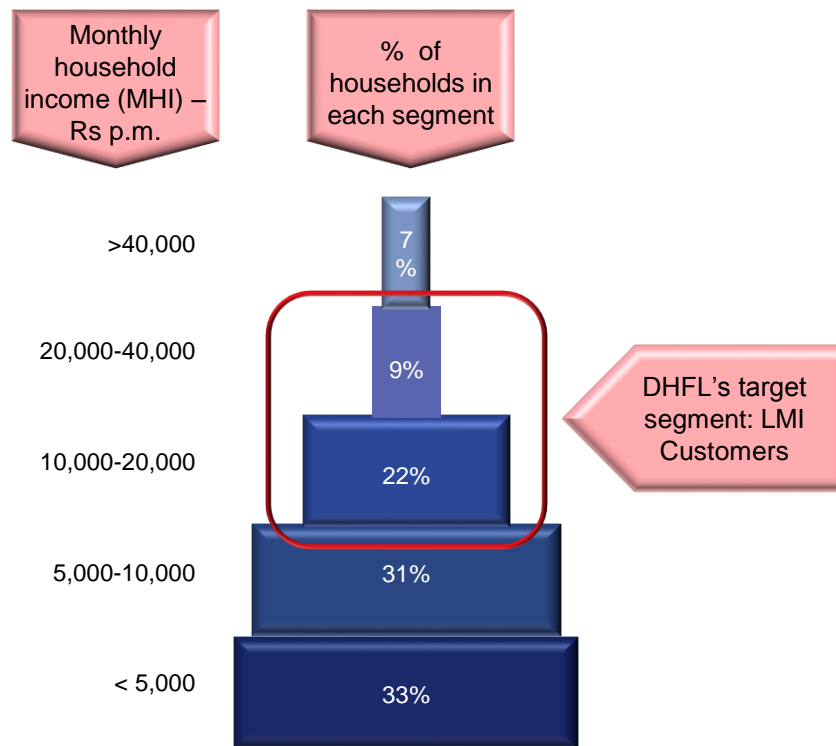 Monthly
household
income (MHI) –
Rs p.m.
% of
households in
each segment
>40,000
7
%
20,000-40,000
9%
DHFL’s target
segment: LMI
Customers
10,000-20,000
22%
5,000-10,000
31%
< 5,000
33%